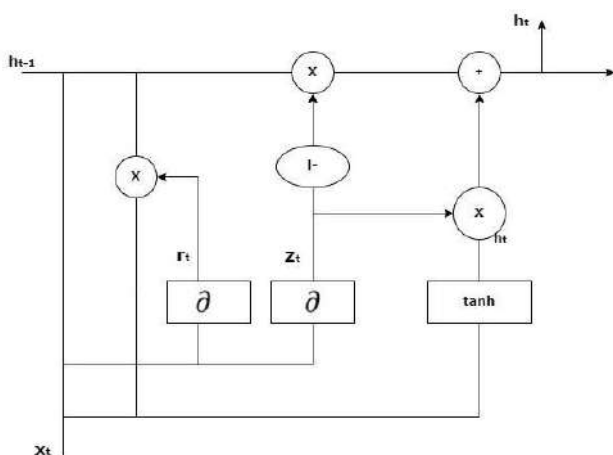 hₜ
hₜ₋₁
X
+
I-
X
X
hₜ
rₜ
zₜ
∂
∂
tanh
xₜ